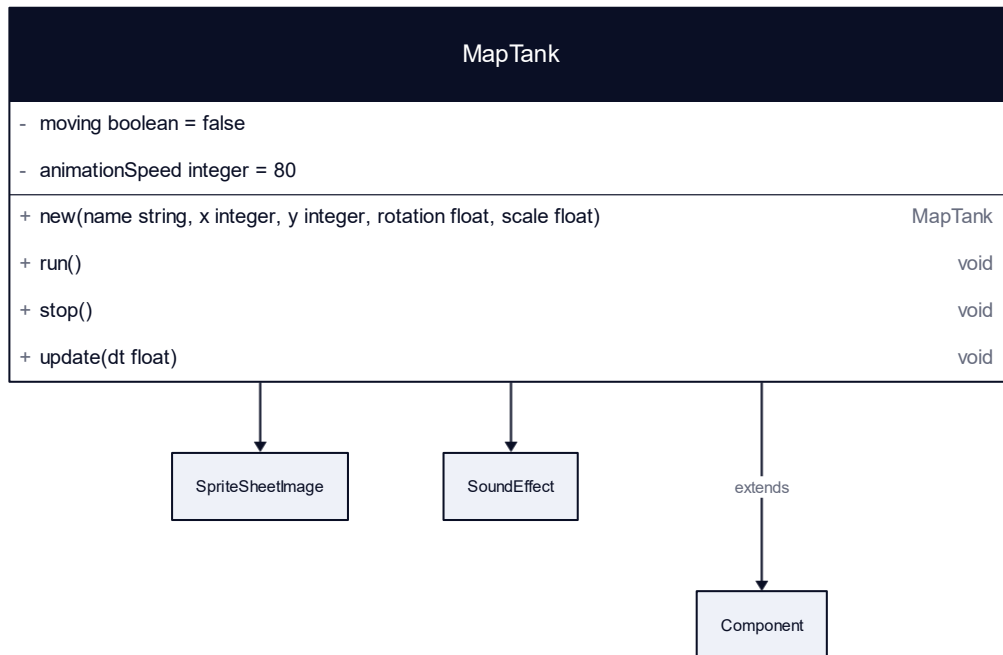 MapTank
- moving boolean = false
- animationSpeed integer = 80
+ new(name string, x integer, y integer, rotation float, scale float) MapTank
+ run() void
+ stop() void
+ update(dt float) void
SpriteSheetImage SoundEffect extends
Component